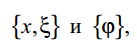 {x, ξ} и {φ},